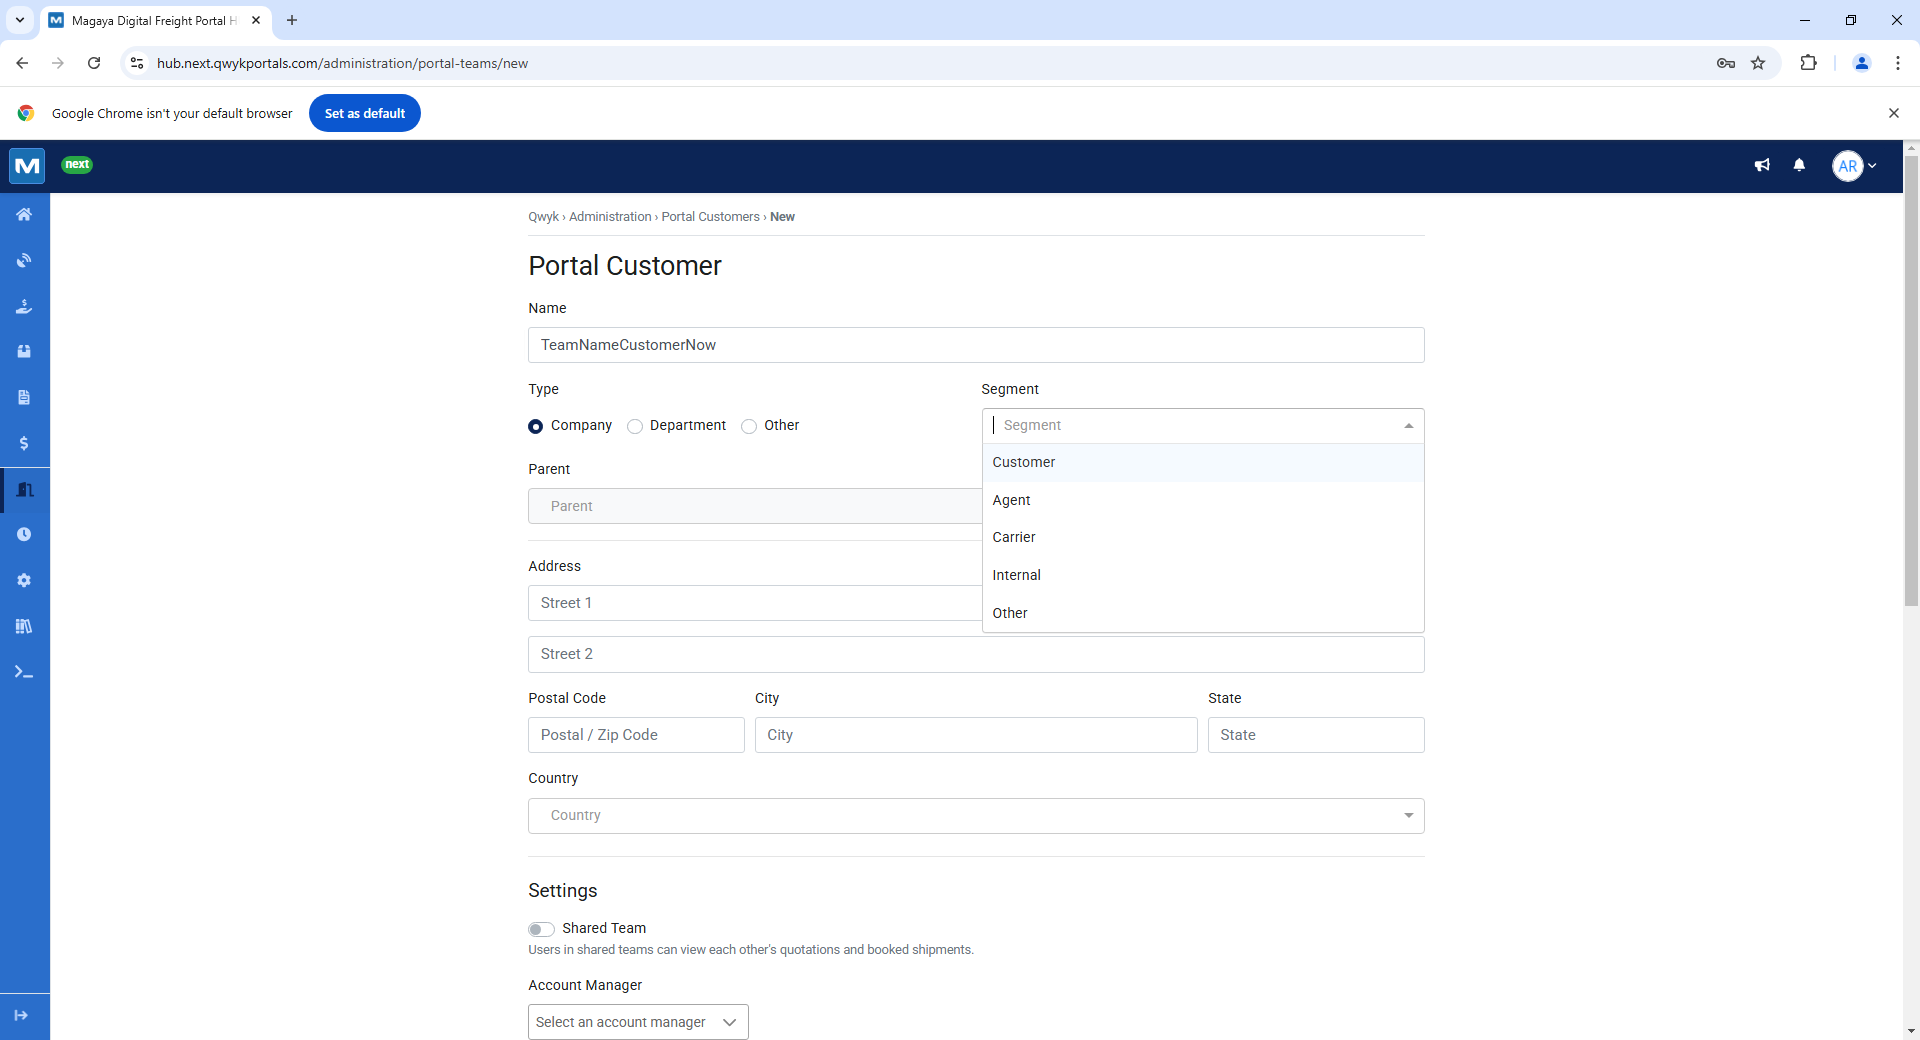 Magaya Digital Freight Portal H
hub.next.qwykportals.com/administration/portal-teams/new
Google Chrome isn't your default browser
Set as default
M next
AR
Qwyk › Administration › Portal Customers › New
Portal Customer
Name
TeamNameCustomerNow
Type
Segment
Company
Department
Other
Segment
Customer
Agent
Carrier
Internal
Other
Parent
Parent
Address
Street 1
Street 2
Postal Code
City
State
Postal / Zip Code
City
State
Country
Country
Settings
Shared Team
Users in shared teams can view each other's quotations and booked shipments.
Account Manager
Select an account manager